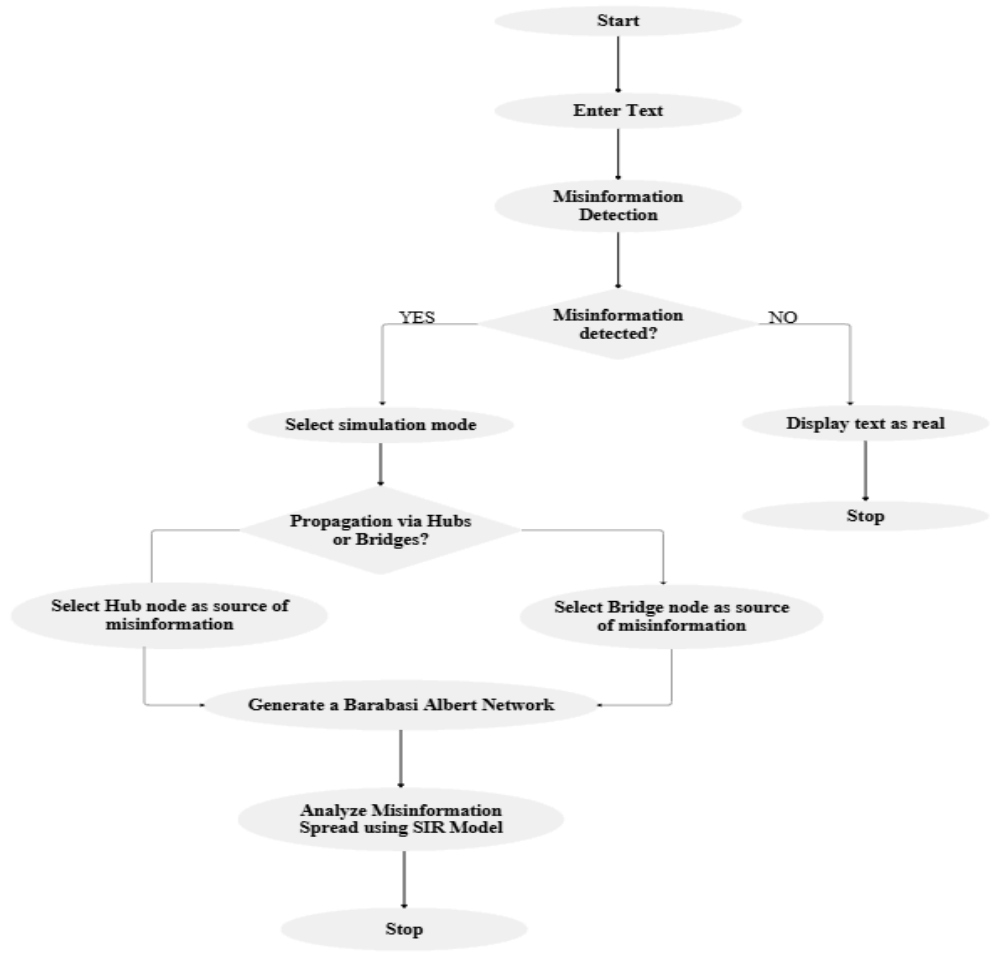 Start
Enter Text
Misinformation
Detection
Misinformation
detected?
YES
NO
Select simulation mode
Display text as real
Propagation via Hubs
or Bridges?
Stop
Select Hub node as source of
misinformation
Select Bridge node as source
of misinformation
Generate a Barabasi Albert Network
Analyze Misinformation
Spread using SIR Model
Stop